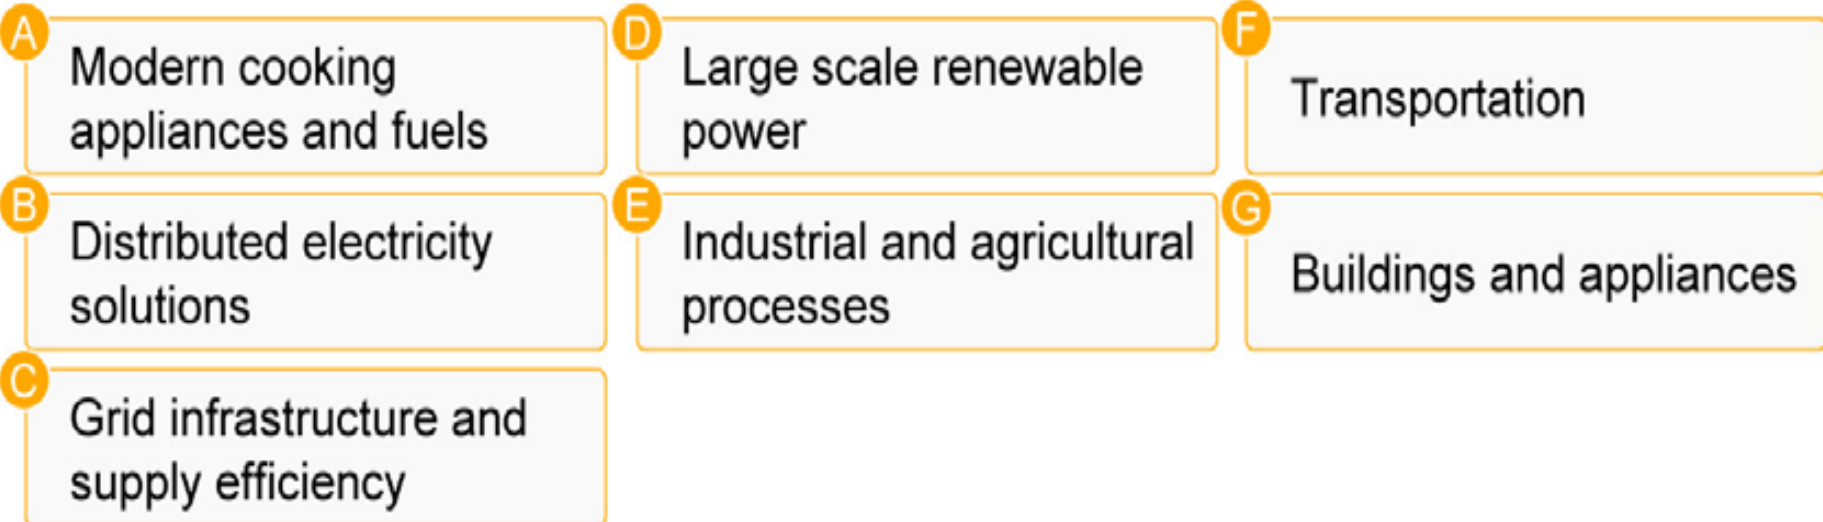 A
Modern cooking
appliances and fuels
B
Distributed electricity
solutions
C
Grid infrastructure and
supply efficiency
D
Large scale renewable
power
E
Industrial and agricultural
processes
F
Transportation
G
Buildings and appliances